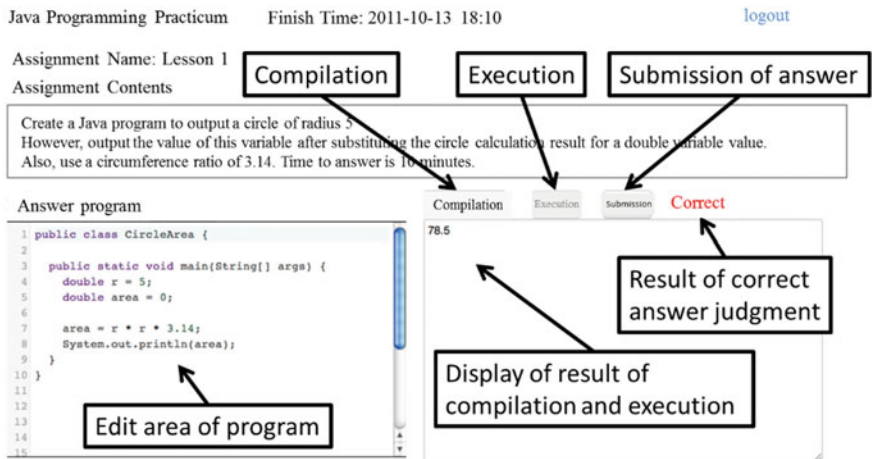 Java Programming Practicum Finish Time: 2011-10-13 18:10 logout
Assignment Name: Lesson 1
Assignment Contents
Compilation
Execution
Submission of answer
Create a Java program to output a circle of radius 5
However, output the value of this variable after substituting the circle calculation result for a double variable value.
Also, use a circumference ratio of 3.14. Time to answer is 10 minutes.
Answer program
Compilation Execution Submission Correct
1 public class CircleArea {
2
3 public static void main(String[] args) {
4 double r = 5;
5 double area = 0;
6
7 area = r * r * 3.14;
8 System.out.println(area);
9 }
10 }
11
12
13
14
15
Edit area of program
78.5
Result of correct
answer judgment
Display of result of
compilation and execution